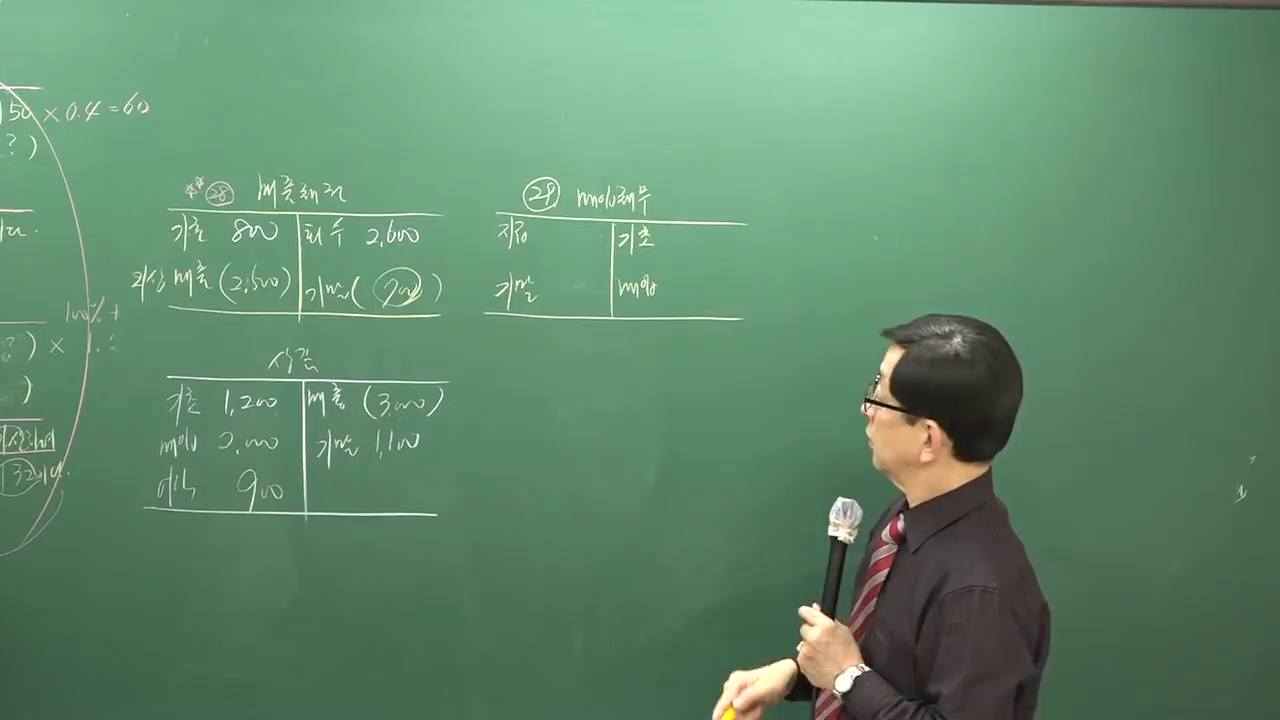 150 × 0.4 = 60
?)
100% +
?) ×
)
** 28 매출채권
기초 800 회수 2,600
외상 매출 (2,500) 기말 ( 700 )
상품
기초 1,200 매출 (3,000)
매입 2,000 기말 1,100
이익 900
29 매입채무
지급 기초
기말 매입